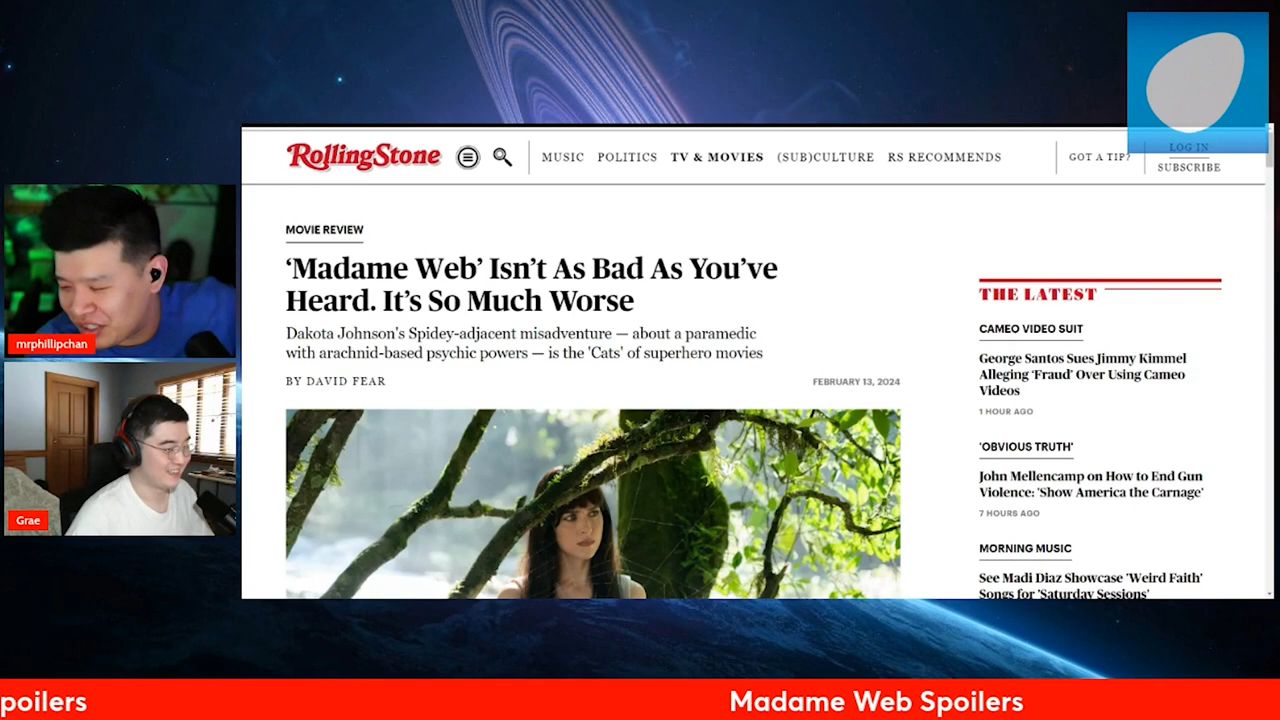 RollingStone
MUSIC POLITICS TV & MOVIES (SUB)CULTURE RS RECOMMENDS
GOT A TIP?
LOG IN
SUBSCRIBE
mrphillipchan
Grae
MOVIE REVIEW
‘Madame Web’ Isn’t As Bad As You’ve
Heard. It’s So Much Worse
Dakota Johnson's Spidey-adjacent misadventure — about a paramedic
with arachnid-based psychic powers — is the 'Cats' of superhero movies
BY DAVID FEAR
FEBRUARY 13, 2024
THE LATEST
CAMEO VIDEO SUIT
George Santos Sues Jimmy Kimmel
Alleging ‘Fraud’ Over Using Cameo
Videos
1 HOUR AGO
'OBVIOUS TRUTH'
John Mellencamp on How to End Gun
Violence: 'Show America the Carnage'
7 HOURS AGO
MORNING MUSIC
See Madi Diaz Showcase 'Weird Faith'
Songs for 'Saturday Sessions'
poilers
Madame Web Spoilers